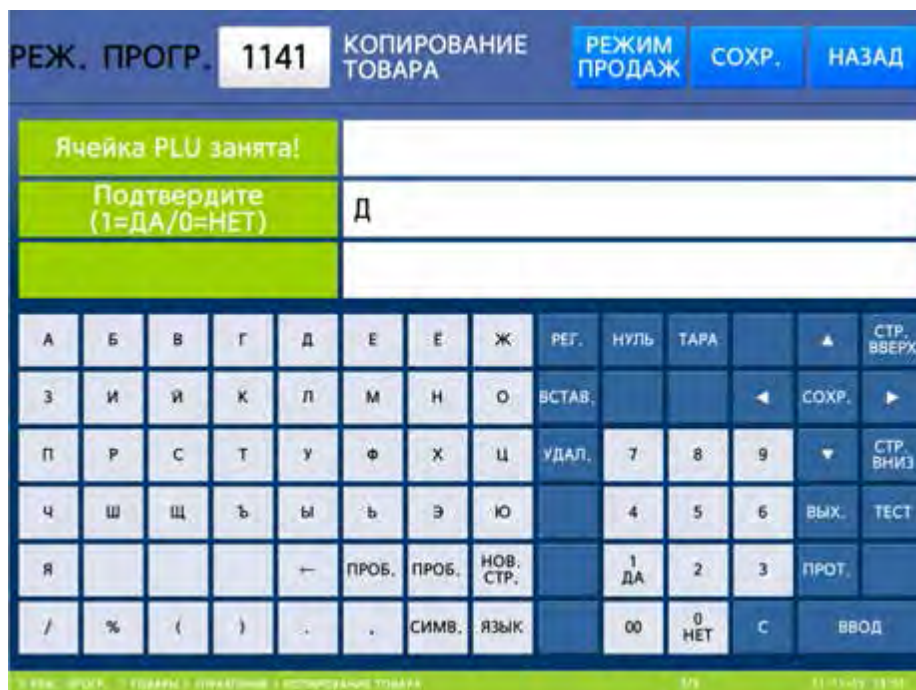 РЕЖ. ПРОГР. 1141 КОПИРОВАНИЕ ТОВАРА РЕЖИМ ПРОДАЖ СОХР. НАЗАД
Ячейка PLU занята!
Подтвердите
(1=ДА/0=НЕТ) Д
А Б В Г Д Е Ё Ж РЕГ. НУЛЬ ТАРА ▲ СТР. ВВЕРХ
З И Й К Л М Н О ВСТАВ. ◄ СОХР. ►
П Р С Т У Ф Х Ц УДАЛ. 7 8 9 ▼ СТР. ВНИЗ
Ч Ш Щ Ъ Ы Ь Э Ю 4 5 6 ВЫХ. ТЕСТ
Я ← ПРОБ. ПРОБ. НОВ. СТР. 1 ДА 2 3 ПРОТ.
/ % ( ) . , СИМВ. ЯЗЫК 00 0 НЕТ C ВВОД